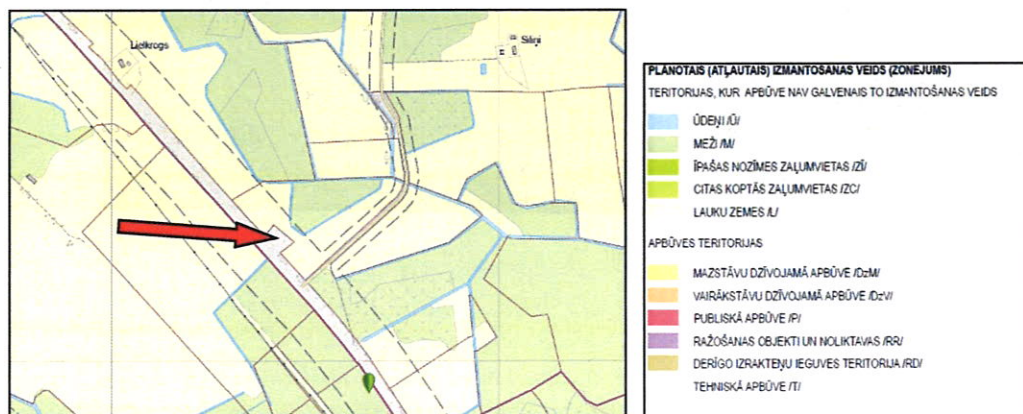 Lielkrogs
Siliņi
PLĀNOTAIS (ATĻAUTAIS) IZMANTOŠANAS VEIDS (ZONĒJUMS)
TERITORIJAS, KUR APBŪVE NAV GALVENAIS TO IZMANTOŠANAS VEIDS
ŪDEŅI /Ū/
MEŽI /M/
ĪPAŠAS NOZĪMES ZAĻUMVIETAS /ZĪ/
CITAS KOPTĀS ZAĻUMVIETAS /ZC/
LAUKU ZEMES /L/
APBŪVES TERITORIJAS
MAZSTĀVU DZĪVOJAMĀ APBŪVE /DzM/
VAIRĀKSTĀVU DZĪVOJAMĀ APBŪVE /DzV/
PUBLISKĀ APBŪVE /P/
RAŽOŠANAS OBJEKTI UN NOLIKTAVAS /RR/
DERĪGO IZRAKTEŅU IEGUVES TERITORIJA /RD/
TEHNISKĀ APBŪVE /T/